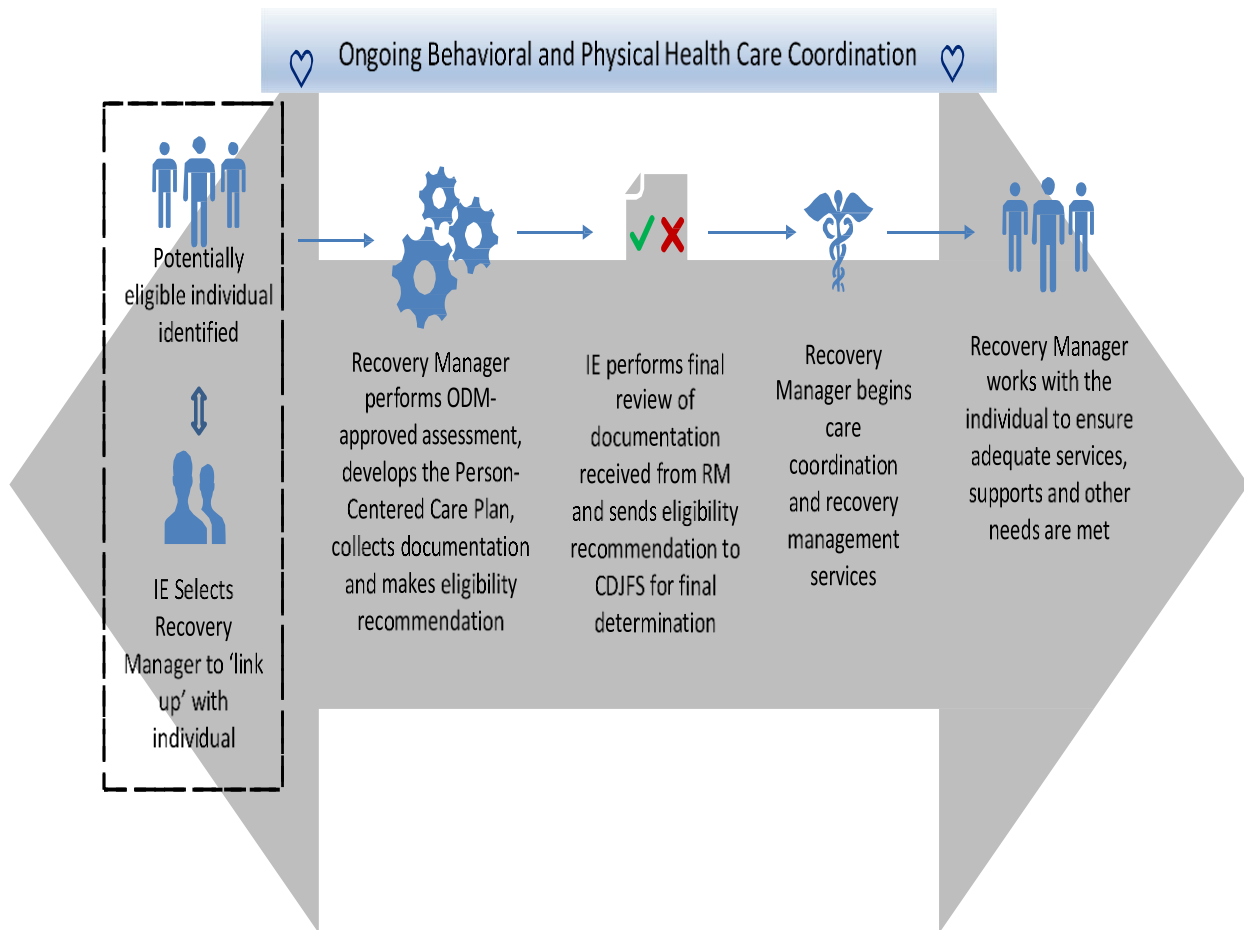 Ongoing Behavioral and Physical Health Care Coordination
Potentially
eligible individual
identified
IE Selects
Recovery
Manager to ‘link
up’ with
individual
Recovery Manager
performs ODM-
approved assessment,
develops the Person-
Centered Care Plan,
collects documentation
and makes eligibility
recommendation
IE performs final
review of
documentation
received from RM
and sends eligibility
recommendation to
CDJFS for final
determination
Recovery
Manager begins
care
coordination
and recovery
management
services
Recovery Manager
works with the
individual to ensure
adequate services,
supports and other
needs are met